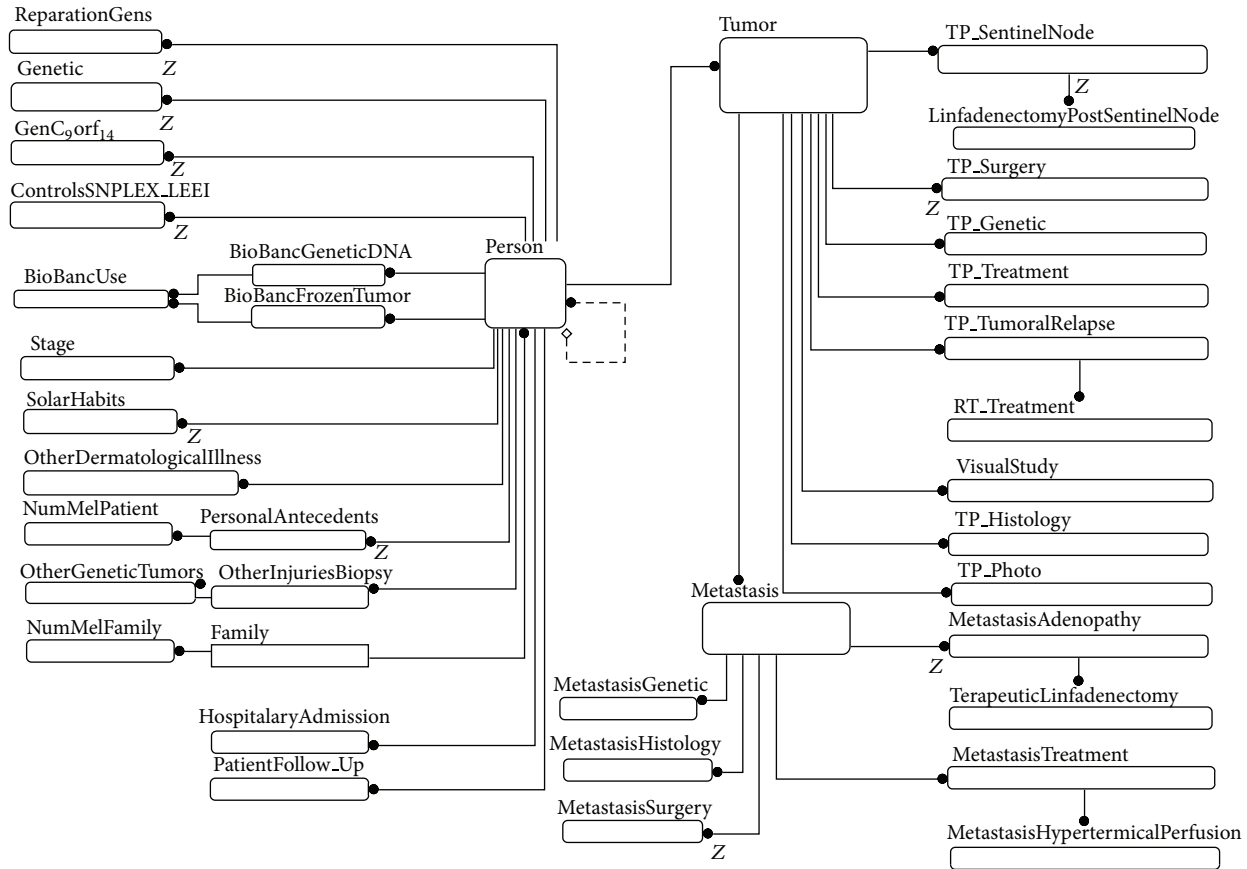 ReparationGens
Z
Genetic
Z
GenC₉orf₁₄
Z
ControlsSNPLEX_LEEI
Z
BioBancGeneticDNA
BioBancUse
BioBancFrozenTumor
Person
Stage
SolarHabits
Z
OtherDermatologicalIllness
NumMelPatient
PersonalAntecedents
Z
OtherGeneticTumors
OtherInjuriesBiopsy
NumMelFamily
Family
HospitalaryAdmission
PatientFollow_Up
Tumor
TP_SentinelNode
Z
LinfadenectomyPostSentinelNode
TP_Surgery
Z
TP_Genetic
TP_Treatment
TP_TumoralRelapse
RT_Treatment
VisualStudy
TP_Histology
TP_Photo
Metastasis
MetastasisAdenopathy
Z
TerapeuticLinfadenectomy
MetastasisGenetic
MetastasisHistology
MetastasisTreatment
MetastasisSurgery
Z
MetastasisHypertermicalPerfusion